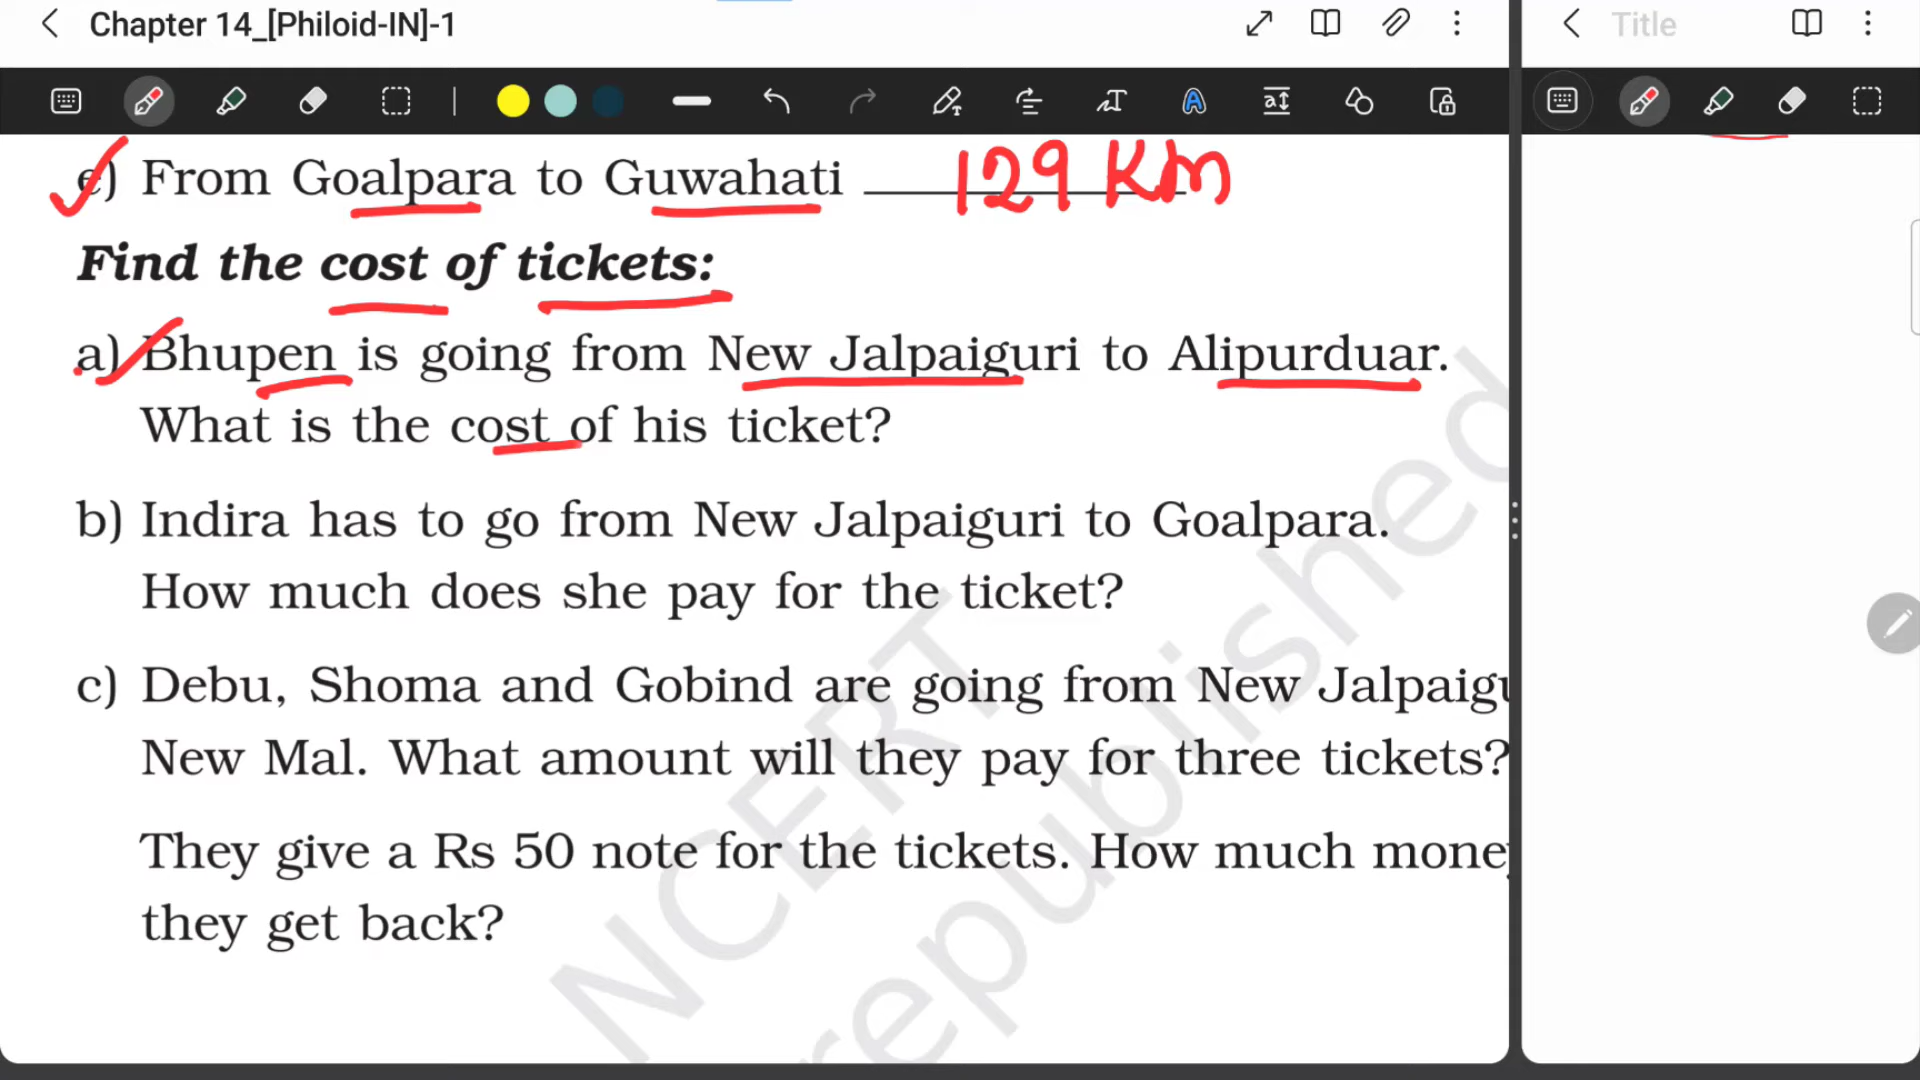 Chapter 14_[Philoid-IN]-1
Title
e) From Goalpara to Guwahati 129 Km
Find the cost of tickets:
a) Bhupen is going from New Jalpaiguri to Alipurduar.
What is the cost of his ticket?
b) Indira has to go from New Jalpaiguri to Goalpara.
How much does she pay for the ticket?
c) Debu, Shoma and Gobind are going from New Jalpaigu
New Mal. What amount will they pay for three tickets?
They give a Rs 50 note for the tickets. How much money
they get back?
NCERT
republished